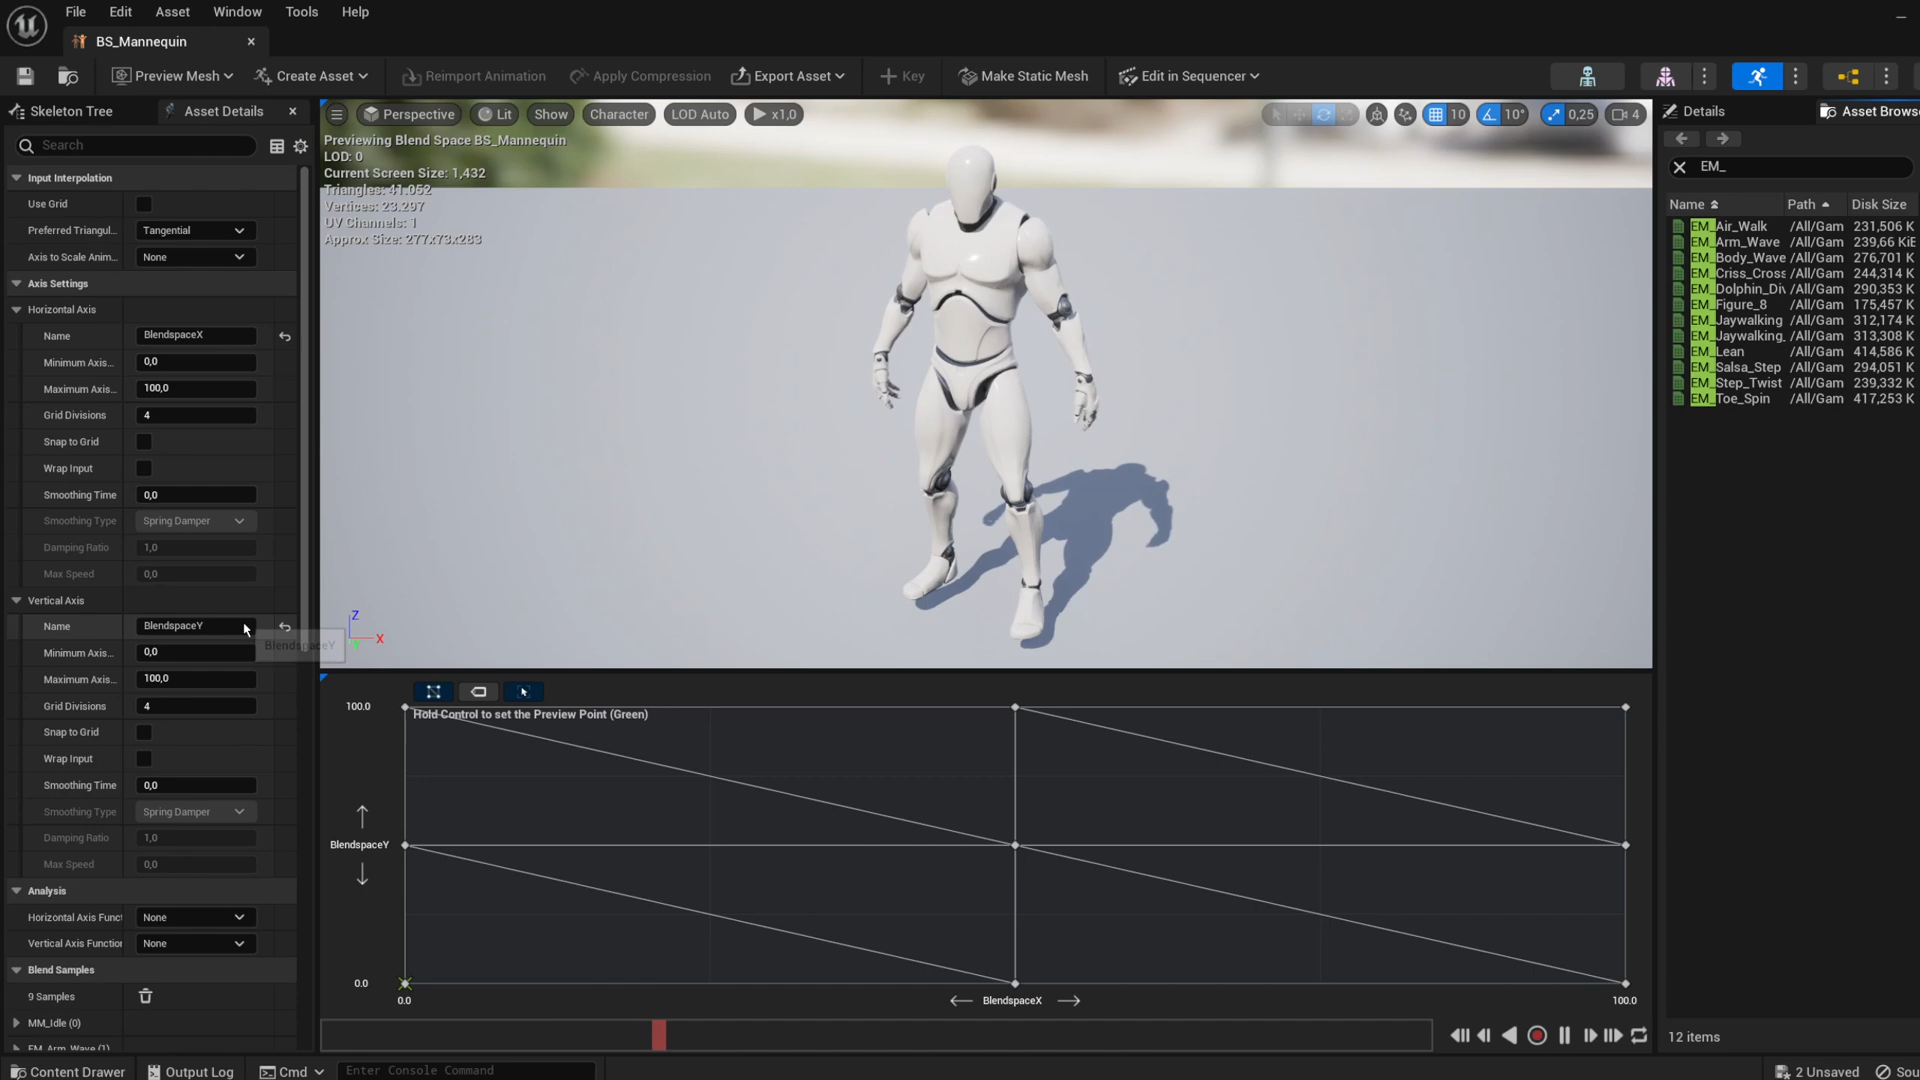 File Edit Asset Window Tools Help
BS_Mannequin
Preview Mesh Create Asset Reimport Animation Apply Compression Export Asset Key Make Static Mesh Edit in Sequencer
Skeleton Tree Asset Details
Search
Input Interpolation
Use Grid
Preferred Triangul... Tangential
Axis to Scale Anim... None
Axis Settings
Horizontal Axis
Name BlendspaceX
Minimum Axis... 0,0
Maximum Axis... 100,0
Grid Divisions 4
Snap to Grid
Wrap Input
Smoothing Time 0,0
Smoothing Type Spring Damper
Damping Ratio 1,0
Max Speed 0,0
Vertical Axis
Name BlendspaceY
BlendspaceY
Minimum Axis... 0,0
Maximum Axis... 100,0
Grid Divisions 4
Snap to Grid
Wrap Input
Smoothing Time 0,0
Smoothing Type Spring Damper
Damping Ratio 1,0
Max Speed 0,0
Analysis
Horizontal Axis Funct None
Vertical Axis Function None
Blend Samples
9 Samples
MM_Idle (0)
EM_Arm_Wave (1)
Perspective Lit Show Character LOD Auto x1,0 10 10° 0,25 4
Previewing Blend Space BS_Mannequin
LOD: 0
Current Screen Size: 1,432
Triangles: 41.052
Vertices: 23.297
UV Channels: 1
Approx Size: 277x73x283
Z
X
Y
100.0
Hold Control to set the Preview Point (Green)
BlendspaceY
0.0
0.0 BlendspaceX 100.0
Details Asset Brows
EM_
Name Path Disk Size
EM_Air_Walk /All/Gam 231,506 K
EM_Arm_Wave /All/Gam 239,66 KiB
EM_Body_Wave /All/Gam 276,701 K
EM_Criss_Cross /All/Gam 244,314 K
EM_Dolphin_Div /All/Gam 290,353 K
EM_Figure_8 /All/Gam 175,457 K
EM_Jaywalking /All/Gam 312,174 K
EM_Jaywalking_ /All/Gam 313,308 K
EM_Lean /All/Gam 414,586 K
EM_Salsa_Step /All/Gam 294,051 K
EM_Step_Twist /All/Gam 239,332 K
EM_Toe_Spin /All/Gam 417,253 K
12 items
Content Drawer Output Log Cmd Enter Console Command 2 Unsaved Sou